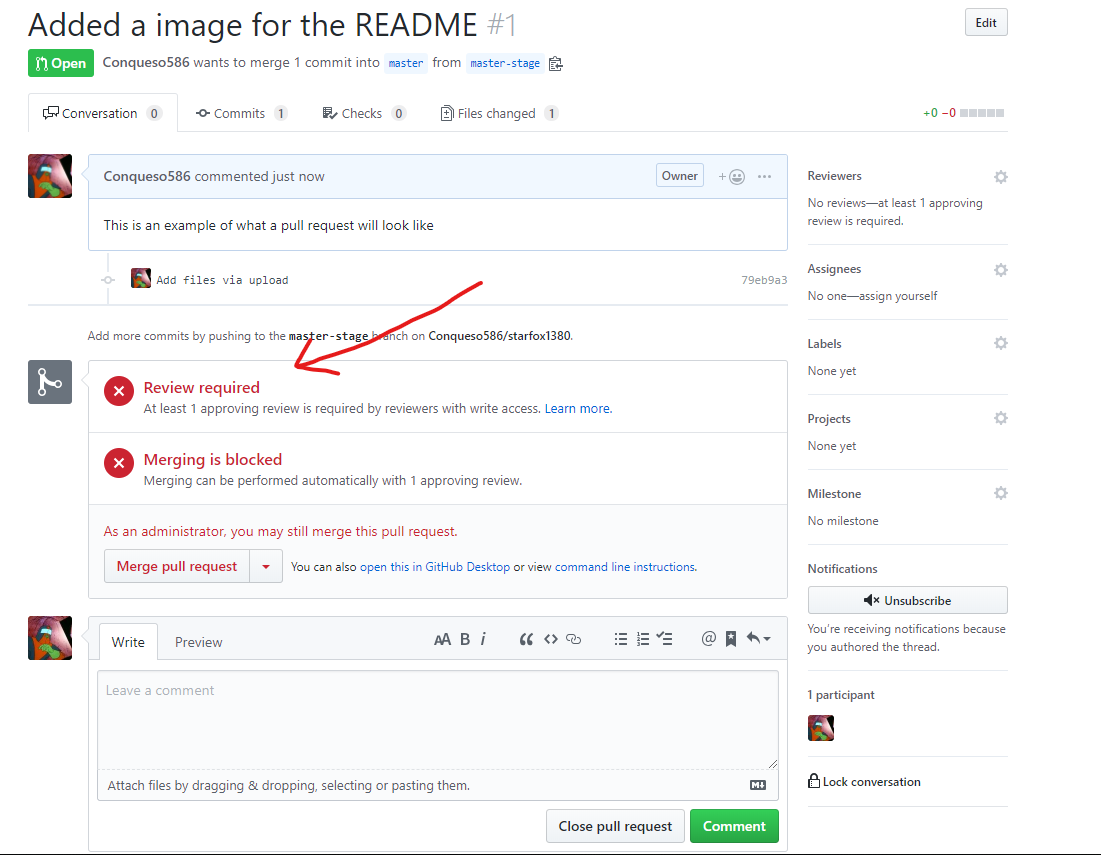 Added a image for the README #1
Edit
Open
Conqueso586 wants to merge 1 commit into master from master-stage
Conversation 0
Commits 1
Checks 0
Files changed 1
+0 −0
Conqueso586 commented just now
Owner
This is an example of what a pull request will look like
Add files via upload
79eb9a3
Add more commits by pushing to the master-stage branch on Conqueso586/starfox1380.
Review required
At least 1 approving review is required by reviewers with write access. Learn more.
Merging is blocked
Merging can be performed automatically with 1 approving review.
As an administrator, you may still merge this pull request.
Merge pull request
You can also open this in GitHub Desktop or view command line instructions.
Write
Preview
AA B i
Leave a comment
Attach files by dragging & dropping, selecting or pasting them.
Close pull request
Comment
Reviewers
No reviews—at least 1 approving
review is required.
Assignees
No one—assign yourself
Labels
None yet
Projects
None yet
Milestone
No milestone
Notifications
Unsubscribe
You’re receiving notifications because
you authored the thread.
1 participant
Lock conversation